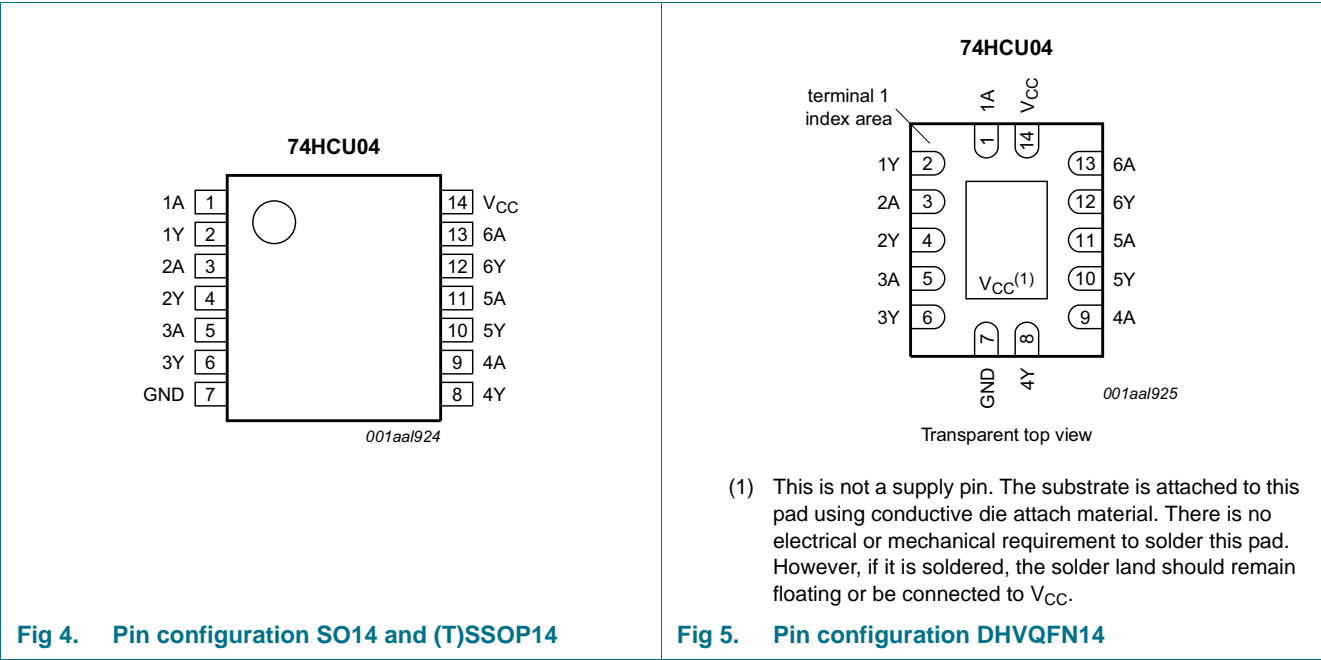 74HCU04
1A 1 14 VCC
1Y 2 13 6A
2A 3 12 6Y
2Y 4 11 5A
3A 5 10 5Y
3Y 6 9 4A
GND 7 8 4Y
001aal924
Fig 4. Pin configuration SO14 and (T)SSOP14
74HCU04
terminal 1
index area
1A VCC
1 14
1Y 2 13 6A
2A 3 12 6Y
2Y 4 11 5A
3A 5 VCC(1) 10 5Y
3Y 6 9 4A
7 8
GND 4Y
001aal925
Transparent top view
(1) This is not a supply pin. The substrate is attached to this
pad using conductive die attach material. There is no
electrical or mechanical requirement to solder this pad.
However, if it is soldered, the solder land should remain
floating or be connected to VCC.
Fig 5. Pin configuration DHVQFN14